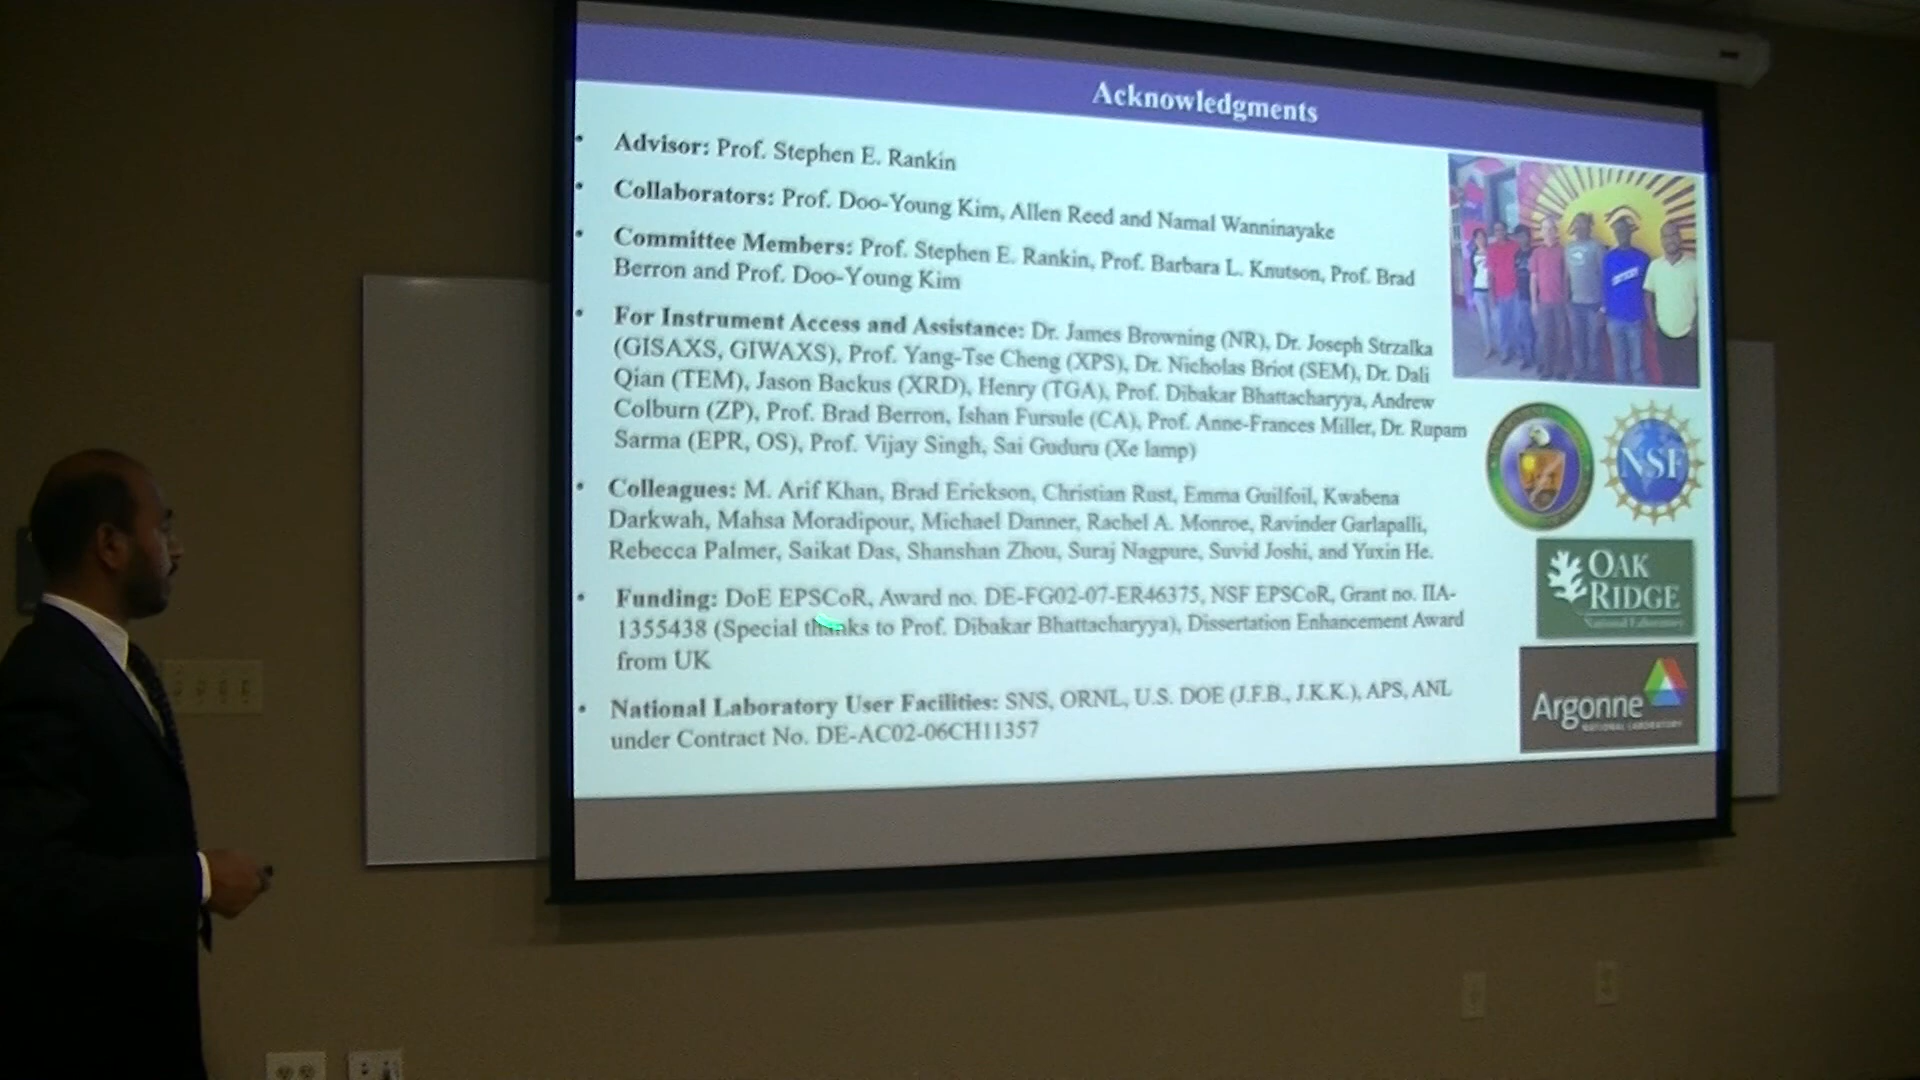 Acknowledgments
• Advisor: Prof. Stephen E. Rankin
• Collaborators: Prof. Doo-Young Kim, Allen Reed and Namal Wanninayake
• Committee Members: Prof. Stephen E. Rankin, Prof. Barbara L. Knutson, Prof. Brad
Berron and Prof. Doo-Young Kim
• For Instrument Access and Assistance: Dr. James Browning (NR), Dr. Joseph Strzalka
(GISAXS, GIWAXS), Prof. Yang-Tse Cheng (XPS), Dr. Nicholas Briot (SEM), Dr. Dali
Qian (TEM), Jason Backus (XRD), Henry (TGA), Prof. Dibakar Bhattacharyya, Andrew
Colburn (ZP), Prof. Brad Berron, Ishan Fursule (CA), Prof. Anne-Frances Miller, Dr. Rupam
Sarma (EPR, OS), Prof. Vijay Singh, Sai Guduru (Xe lamp)
• Colleagues: M. Arif Khan, Brad Erickson, Christian Rust, Emma Guilfoil, Kwabena
Darkwah, Mahsa Moradipour, Michael Danner, Rachel A. Monroe, Ravinder Garlapalli,
Rebecca Palmer, Saikat Das, Shanshan Zhou, Suraj Nagpure, Suvid Joshi, and Yuxin He.
• Funding: DoE EPSCoR, Award no. DE-FG02-07-ER46375, NSF EPSCoR, Grant no. IIA-
1355438 (Special thanks to Prof. Dibakar Bhattacharyya), Dissertation Enhancement Award
from UK
• National Laboratory User Facilities: SNS, ORNL, U.S. DOE (J.F.B., J.K.K.), APS, ANL
under Contract No. DE-AC02-06CH11357
NSF
OAK
RIDGE
National Laboratory
Argonne
NATIONAL LABORATORY